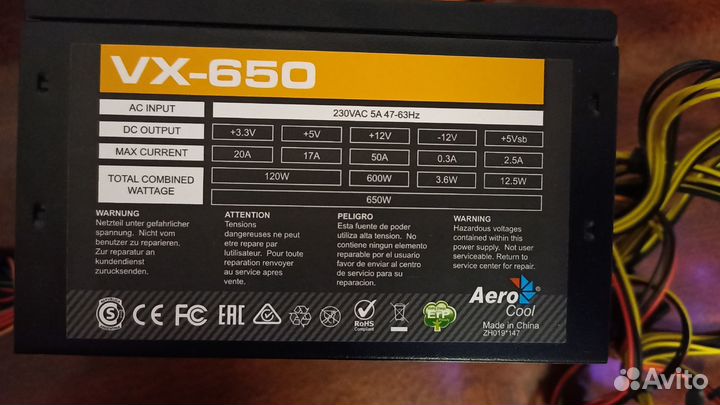 VX-650
AC INPUT 230VAC 5A 47-63Hz
DC OUTPUT +3.3V +5V +12V -12V +5Vsb
MAX CURRENT 20A 17A 50A 0.3A 2.5A
TOTAL COMBINED WATTAGE 120W 600W 3.6W 12.5W
650W
WARNUNG
Netzteil unter gefahrlicher
spannung. Nicht vom
benutzer zu reparieren.
Zur reparatur an
kundendienst
zurucksenden.
ATTENTION
Tensions
dangereuses ne peut
etre repare par
lutilisateur. Pour toute
reparation renvoyer
au service apres
vente.
PELIGRO
Esta fuente de poder
utiliza alta tension. No
contiene ningun elemento
reparable por el usuario
favor de enviar al centro
de servicio para su
reparacion.
WARNING
Hazardous voltages
contained within this
power supply. Not user
serviceable. Return to
service center for repair.
S CE FC EAC RoHS
Compliant
ErP
Aero
Cool
Made in China
ZH019*147
Avito